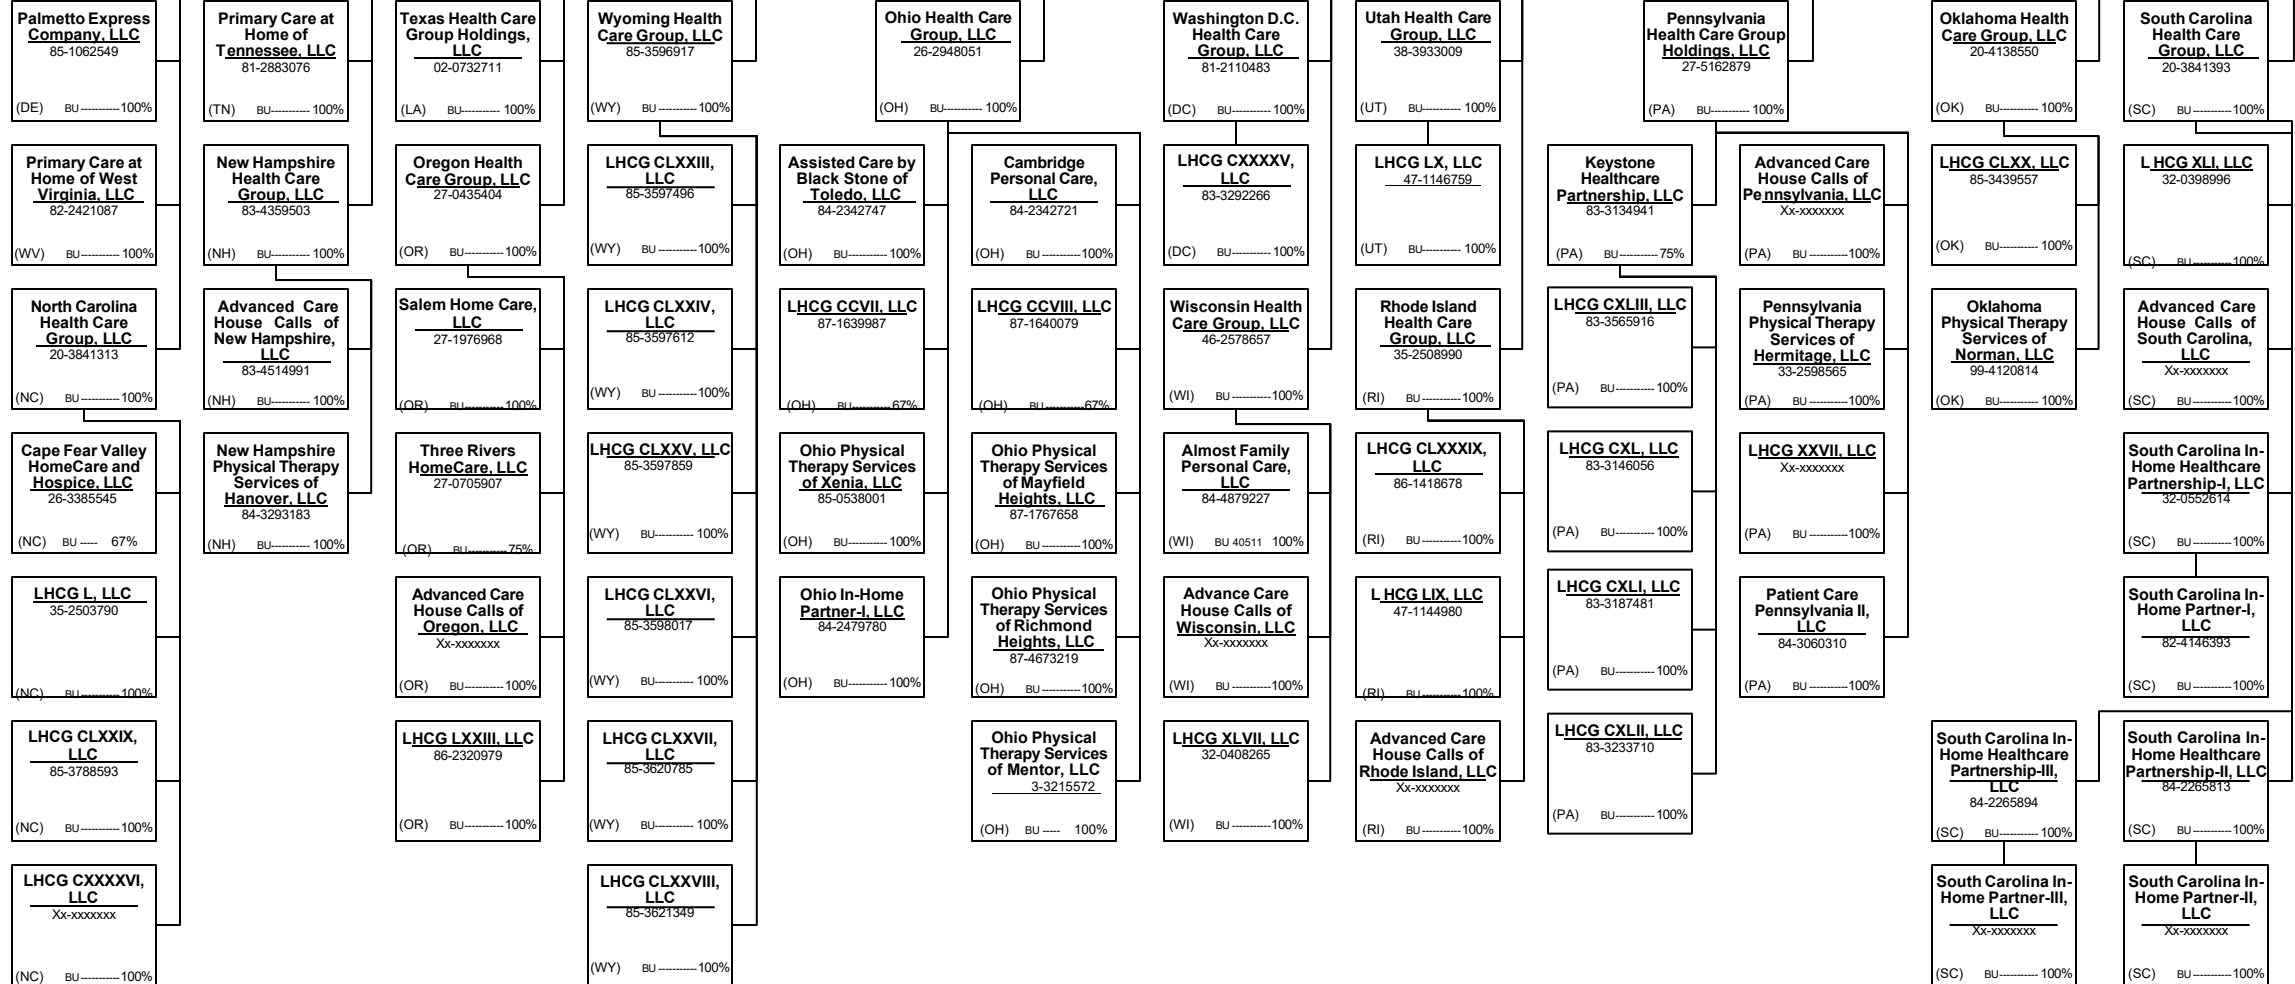 Palmetto Express
Company, LLC
85-1062549
(DE) BU-----------100%
Primary Care at
Home of
Tennessee, LLC
81-2883076
(TN) BU----------- 100%
Texas Health Care
Group Holdings,
LLC
02-0732711
(LA) BU----------- 100%
Wyoming Health
Care Group, LLC
85-3596917
(WY) BU-----------100%
Ohio Health Care
Group, LLC
26-2948051
(OH) BU-----------100%
Washington D.C.
Health Care
Group, LLC
81-2110483
(DC) BU-----------100%
Utah Health Care
Group, LLC
38-3933009
(UT) BU-----------100%
Pennsylvania
Health Care Group
Holdings, LLC
27-5162879
(PA) BU----------- 100%
Oklahoma Health
Care Group, LLC
20-4138550
(OK) BU----------- 100%
South Carolina
Health Care
Group, LLC
20-3841393
(SC) BU-----------100%
Primary Care at
Home of West
Virginia, LLC
82-2421087
(WV) BU----------- 100%
New Hampshire
Health Care
Group, LLC
83-4359503
(NH) BU----------- 100%
Oregon Health
Care Group, LLC
27-0435404
(OR) BU-----------100%
LHCG CLXXIII,
LLC
85-3597496
(WY) BU-----------100%
Assisted Care by
Black Stone of
Toledo, LLC
84-2342747
(OH) BU-----------100%
Cambridge
Personal Care,
LLC
84-2342721
(OH) BU-----------100%
LHCG CXXXXV,
LLC
83-3292266
(DC) BU-----------100%
LHCG LX, LLC
47-1146759
(UT) BU-----------100%
Keystone
Healthcare
Partnership, LLC
83-3134941
(PA) BU-----------75%
Advanced Care
House Calls of
Pennsylvania, LLC
Xx-xxxxxxx
(PA) BU-----------100%
LHCG CLXX, LLC
85-3439557
(OK) BU----------- 100%
L HCG XLI, LLC
32-0398996
(SC) BU-----------100%
North Carolina
Health Care
Group, LLC
20-3841313
(NC) BU-----------100%
Advanced Care
House Calls of
New Hampshire,
LLC
83-4514991
(NH) BU-----------100%
Salem Home Care,
LLC
27-1976968
(OR) BU-----------100%
LHCG CLXXIV,
LLC
85-3597612
(WY) BU-----------100%
LHCG CCVII, LLC
87-1639987
(OH) BU-----------67%
LHCG CCVIII, LLC
87-1640079
(OH) BU-----------67%
Wisconsin Health
Care Group, LLC
46-2578657
(WI) BU-----------100%
Rhode Island
Health Care
Group, LLC
35-2508990
(RI) BU-----------100%
LHCG CXLIII, LLC
83-3565916
(PA) BU-----------100%
Pennsylvania
Physical Therapy
Services of
Hermitage, LLC
33-2598565
(PA) BU-----------100%
Oklahoma
Physical Therapy
Services of
Norman, LLC
99-4120814
(OK) BU----------- 100%
Advanced Care
House Calls of
South Carolina,
LLC
Xx-xxxxxxx
(SC) BU-----------100%
Cape Fear Valley
HomeCare and
Hospice, LLC
26-3385545
(NC) BU ----- 67%
New Hampshire
Physical Therapy
Services of
Hanover, LLC
84-3293183
(NH) BU----------- 100%
Three Rivers
HomeCare, LLC
27-0705907
(OR) BU-----------75%
LHCG CLXXV, LLC
85-3597859
(WY) BU----------- 100%
Ohio Physical
Therapy Services
of Xenia, LLC
85-0538001
(OH) BU-----------100%
Ohio Physical
Therapy Services
of Mayfield
Heights, LLC
87-1767658
(OH) BU-----------100%
Almost Family
Personal Care,
LLC
84-4879227
(WI) BU 40511 100%
LHCG CLXXXIX,
LLC
86-1418678
(RI) BU-----------100%
LHCG CXL, LLC
83-3146056
(PA) BU-----------100%
LHCG XXVII, LLC
Xx-xxxxxxx
(PA) BU-----------100%
South Carolina In-
Home Healthcare
Partnership-I, LLC
32-0552614
(SC) BU-----------100%
LHCG L, LLC
35-2503790
(NC) BU-----------100%
Advanced Care
House Calls of
Oregon, LLC
Xx-xxxxxxx
(OR) BU-----------100%
LHCG CLXXVI,
LLC
85-3598017
(WY) BU----------- 100%
Ohio In-Home
Partner-I, LLC
84-2479780
(OH) BU-----------100%
Ohio Physical
Therapy Services
of Richmond
Heights, LLC
87-4673219
(OH) BU-----------100%
Advance Care
House Calls of
Wisconsin, LLC
Xx-xxxxxxx
(WI) BU-----------100%
L HCG LIX, LLC
47-1144980
(RI) BU-----------100%
LHCG CXLI, LLC
83-3187481
(PA) BU-----------100%
Patient Care
Pennsylvania II,
LLC
84-3060310
(PA) BU-----------100%
South Carolina In-
Home Partner-I,
LLC
82-4146393
(SC) BU-----------100%
LHCG CLXXIX,
LLC
85-3788593
(NC) BU-----------100%
LHCG LXXIII, LLC
86-2320979
(OR) BU-----------100%
LHCG CLXXVII,
LLC
85-3620785
(WY) BU-----------100%
Ohio Physical
Therapy Services
of Mentor, LLC
3-3215572
(OH) BU ----- 100%
LHCG XLVII, LLC
32-0408265
(WI) BU-----------100%
Advanced Care
House Calls of
Rhode Island, LLC
Xx-xxxxxxx
(RI) BU-----------100%
LHCG CXLII, LLC
83-3233710
(PA) BU-----------100%
South Carolina In-
Home Healthcare
Partnership-III,
LLC
84-2265894
(SC) BU----------- 100%
South Carolina In-
Home Healthcare
Partnership-II, LLC
84-2265813
(SC) BU-----------100%
LHCG CXXXXVI,
LLC
Xx-xxxxxxx
(NC) BU-----------100%
LHCG CLXXVIII,
LLC
85-3621349
(WY) BU-----------100%
South Carolina In-
Home Partner-III,
LLC
Xx-xxxxxxx
(SC) BU----------- 100%
South Carolina In-
Home Partner-II,
LLC
Xx-xxxxxxx
(SC) BU-----------100%